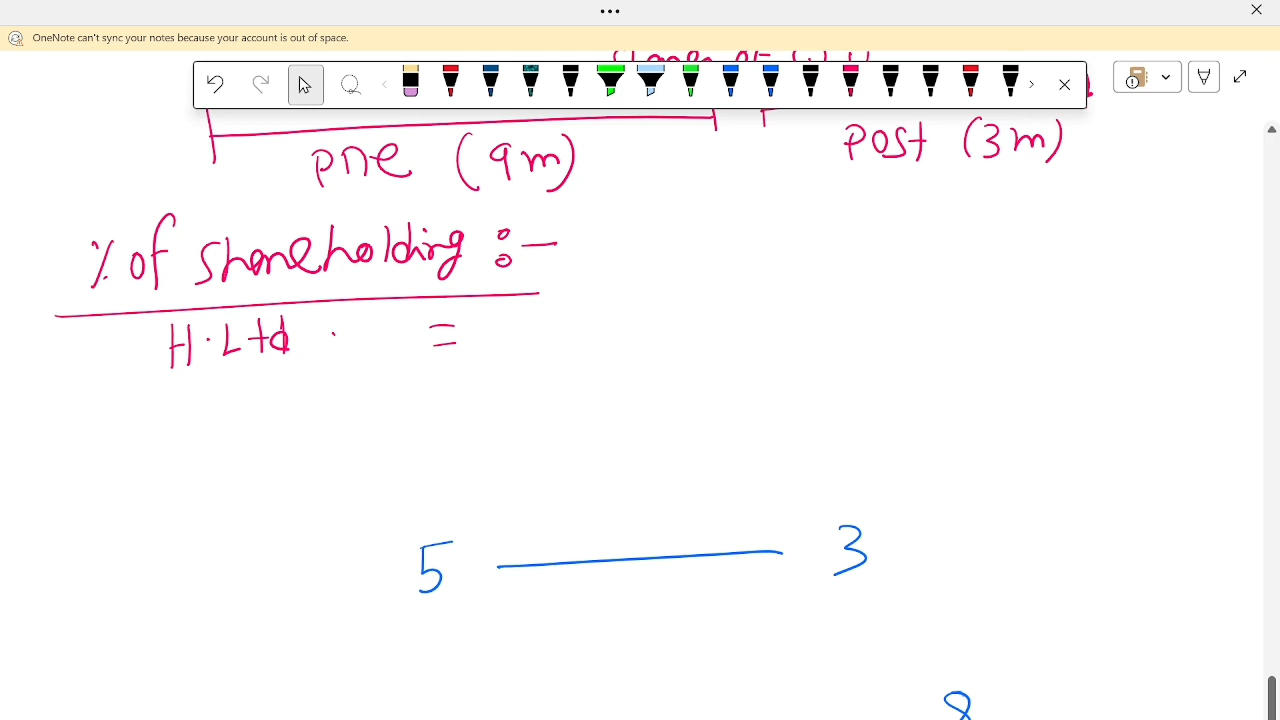 OneNote can't sync your notes because your account is out of space.
pre (9m) post (3m)
% of shareholding :-
H.Ltd. =
5 — 3
8